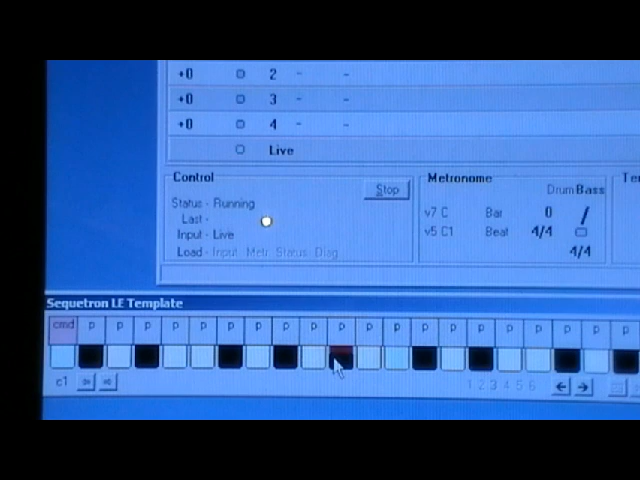 +0 2 - -
+0 3 - -
+0 4 - -
Live
Control
Stop
Status - Running
Last -
Input - Live
Load - Input Metr Status Diag
Metronome
Drum Bass
v7 C Bar 0 /
v5 C1 Beat 4/4
4/4
Te
Sequetron LE Template
cmd p p p p p p p p p p p p p p p p p p p p
c1
1 2 3 4 5 6